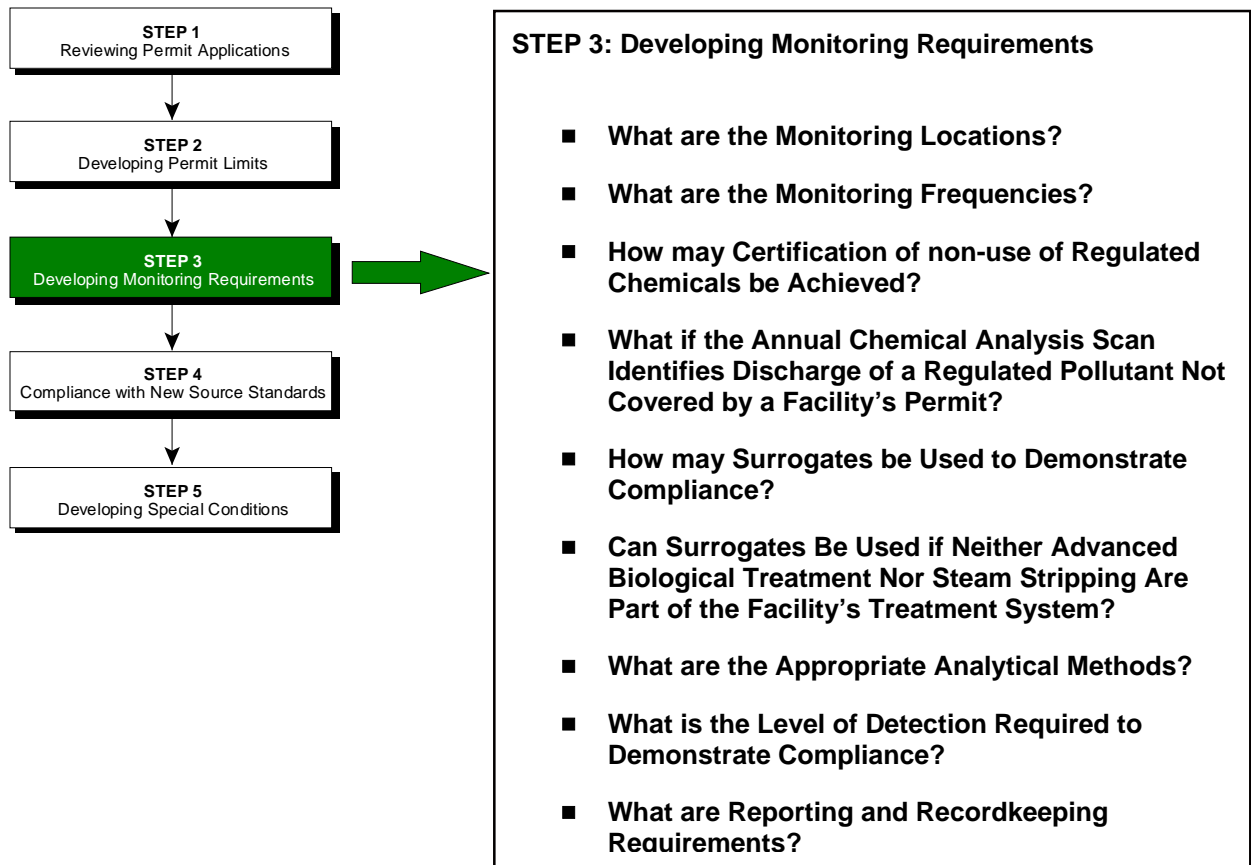 STEP 1
Reviewing Permit Applications
STEP 2
Developing Permit Limits
STEP 3
Developing Monitoring Requirements
STEP 4
Compliance with New Source Standards
STEP 5
Developing Special Conditions
STEP 3: Developing Monitoring Requirements
■ What are the Monitoring Locations?
■ What are the Monitoring Frequencies?
■ How may Certification of non-use of Regulated
Chemicals be Achieved?
■ What if the Annual Chemical Analysis Scan
Identifies Discharge of a Regulated Pollutant Not
Covered by a Facility’s Permit?
■ How may Surrogates be Used to Demonstrate
Compliance?
■ Can Surrogates Be Used if Neither Advanced
Biological Treatment Nor Steam Stripping Are
Part of the Facility’s Treatment System?
■ What are the Appropriate Analytical Methods?
■ What is the Level of Detection Required to
Demonstrate Compliance?
■ What are Reporting and Recordkeeping
Requirements?